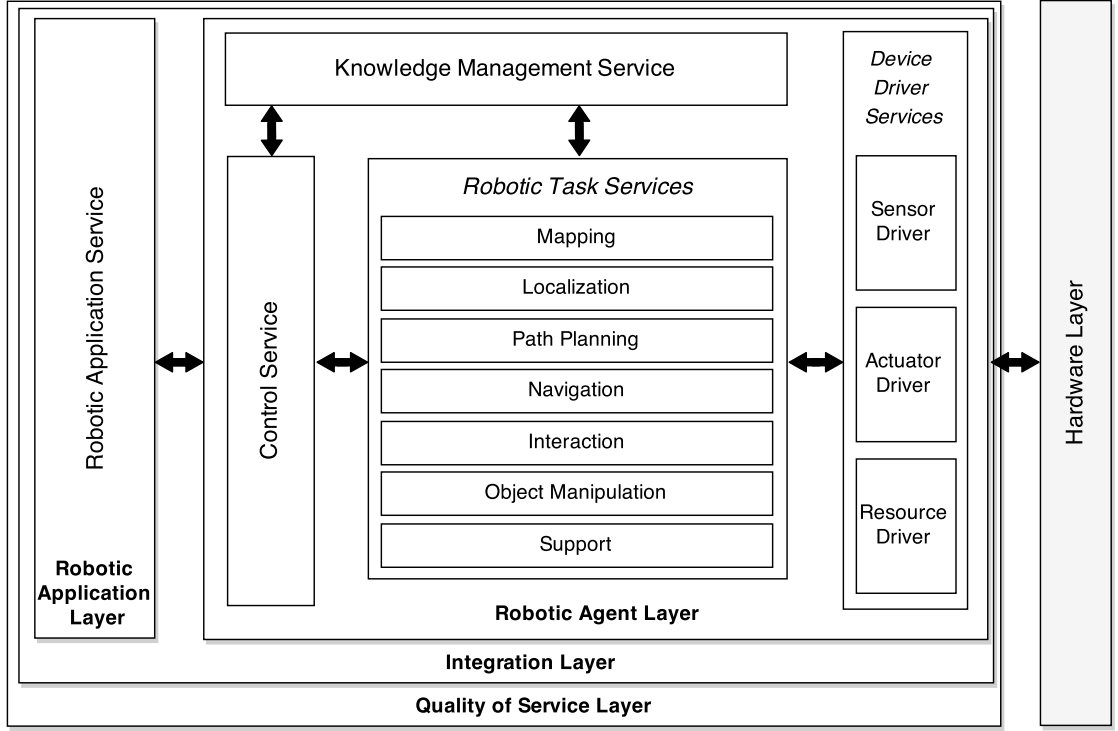 Knowledge Management Service
Device
Driver
Services
Robotic Application Service
Control Service
Robotic Task Services
Mapping
Localization
Path Planning
Navigation
Interaction
Object Manipulation
Support
Sensor
Driver
Actuator
Driver
Resource
Driver
Hardware Layer
Robotic
Application
Layer
Robotic Agent Layer
Integration Layer
Quality of Service Layer